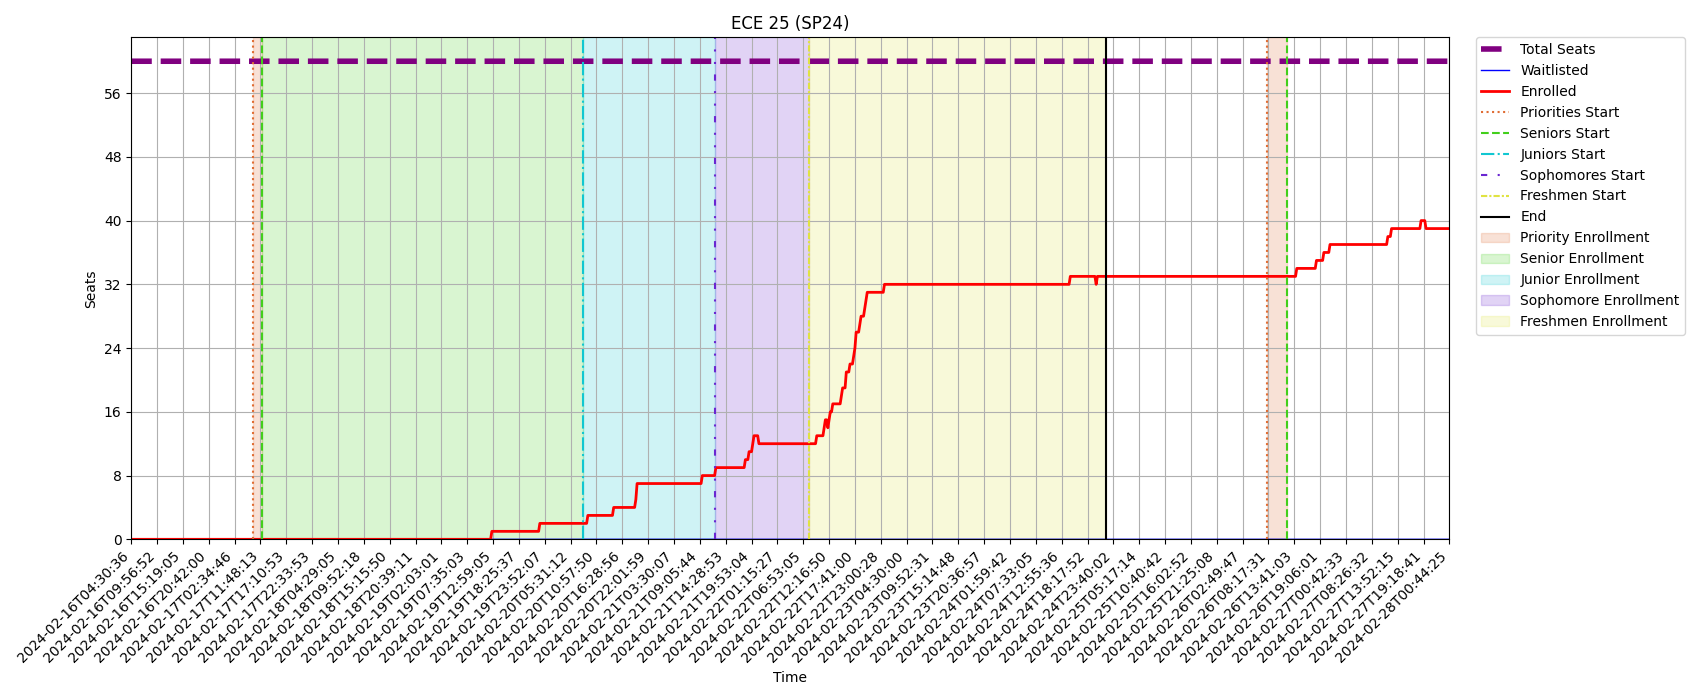 ECE 25 (SP24)
Total Seats
Waitlisted
Enrolled
Priorities Start
Seniors Start
Juniors Start
Sophomores Start
Freshmen Start
End
Priority Enrollment
Senior Enrollment
Junior Enrollment
Sophomore Enrollment
Freshmen Enrollment
Seats
56
48
40
32
24
16
8
0
2024-02-16T04:30:36
2024-02-16T09:56:52
2024-02-16T15:19:05
2024-02-16T20:42:00
2024-02-17T02:34:46
2024-02-17T11:48:13
2024-02-17T17:10:53
2024-02-17T22:33:53
2024-02-18T04:29:05
2024-02-18T09:52:18
2024-02-18T15:15:50
2024-02-18T20:39:11
2024-02-19T02:03:01
2024-02-19T07:35:03
2024-02-19T12:59:05
2024-02-19T18:25:37
2024-02-19T23:52:07
2024-02-20T05:31:12
2024-02-20T10:57:50
2024-02-20T16:28:56
2024-02-20T22:01:59
2024-02-21T03:30:07
2024-02-21T09:05:44
2024-02-21T14:28:53
2024-02-21T19:53:04
2024-02-22T01:15:27
2024-02-22T06:53:05
2024-02-22T12:16:50
2024-02-22T17:41:00
2024-02-22T23:00:28
2024-02-23T04:30:00
2024-02-23T09:52:31
2024-02-23T15:14:48
2024-02-23T20:36:57
2024-02-24T01:59:42
2024-02-24T07:33:05
2024-02-24T12:55:36
2024-02-24T18:17:52
2024-02-24T23:40:02
2024-02-25T05:17:14
2024-02-25T10:40:42
2024-02-25T16:02:52
2024-02-25T21:25:08
2024-02-26T02:49:47
2024-02-26T08:17:31
2024-02-26T13:41:03
2024-02-26T19:06:01
2024-02-27T00:42:33
2024-02-27T08:26:32
2024-02-27T13:52:15
2024-02-27T19:18:41
2024-02-28T00:44:25
Time